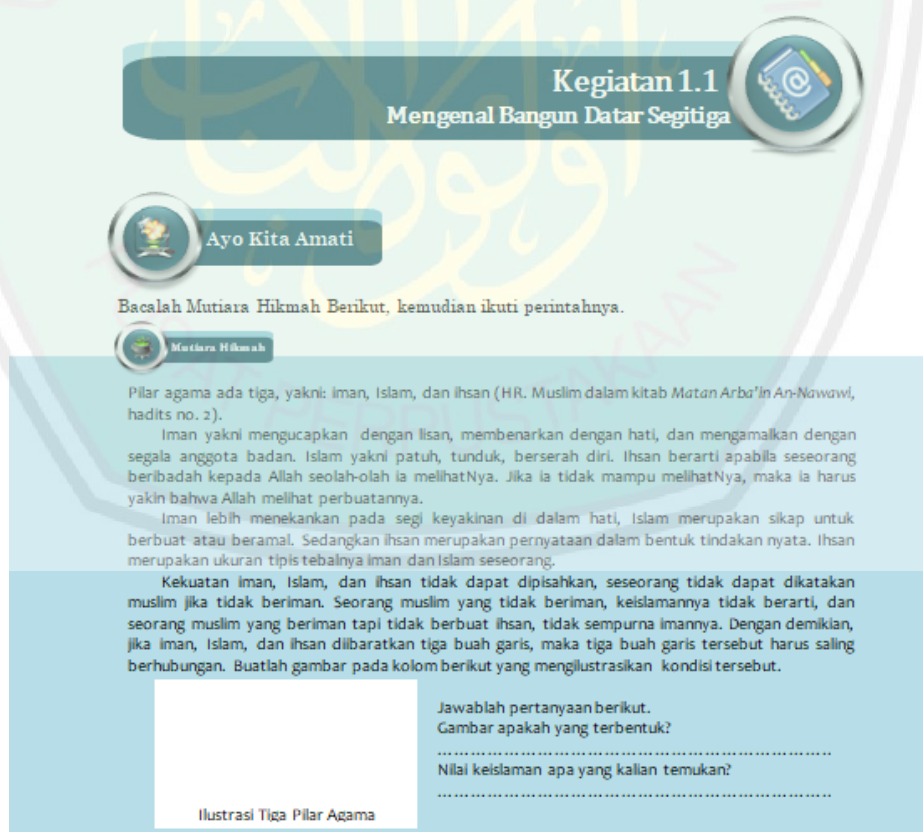 Kegiatan 1.1
Mengenal Bangun Datar Segitiga
Ayo Kita Amati
Bacalah Mutiara Hikmah Berikut, kemudian ikuti perintahnya.
Mutiara Hikmah
Pilar agama ada tiga, yakni: iman, Islam, dan ihsan (HR. Muslim dalam kitab Matan Arba'in An-Nawawi,
hadits no. 2).
Iman yakni mengucapkan dengan lisan, membenarkan dengan hati, dan mengamalkan dengan
segala anggota badan. Islam yakni patuh, tunduk, berserah diri. Ihsan berarti apabila seseorang
beribadah kepada Allah seolah-olah ia melihatNya. Jika ia tidak mampu melihatNya, maka ia harus
yakin bahwa Allah melihat perbuatannya.
Iman lebih menekankan pada segi keyakinan di dalam hati, Islam merupakan sikap untuk
berbuat atau beramal. Sedangkan ihsan merupakan pernyataan dalam bentuk tindakan nyata. Ihsan
merupakan ukuran tipis tebalnya iman dan Islam seseorang.
Kekuatan iman, Islam, dan ihsan tidak dapat dipisahkan, seseorang tidak dapat dikatakan
muslim jika tidak beriman. Seorang muslim yang tidak beriman, keislamannya tidak berarti, dan
seorang muslim yang beriman tapi tidak berbuat ihsan, tidak sempurna imannya. Dengan demikian,
jika iman, Islam, dan ihsan diibaratkan tiga buah garis, maka tiga buah garis tersebut harus saling
berhubungan. Buatlah gambar pada kolom berikut yang mengilustrasikan kondisi tersebut.
Jawablah pertanyaan berikut.
Gambar apakah yang terbentuk?
……………………………………………………………..
Nilai keislaman apa yang kalian temukan?
……………………………………………………………..
Ilustrasi Tiga Pilar Agama
PERPUSTAKAAN